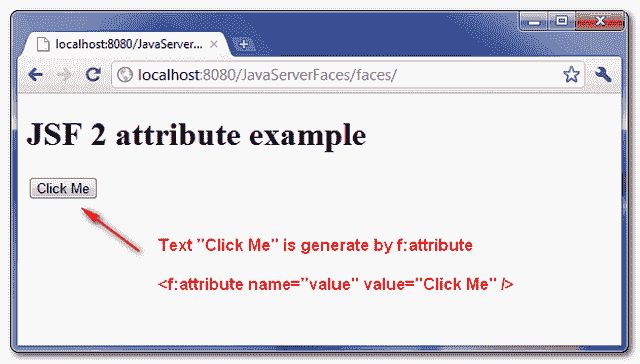 localhost:8080/JavaServer...
localhost:8080/JavaServerFaces/faces/
JSF 2 attribute example
Click Me
Text "Click Me" is generate by f:attribute
<f:attribute name="value" value="Click Me" />